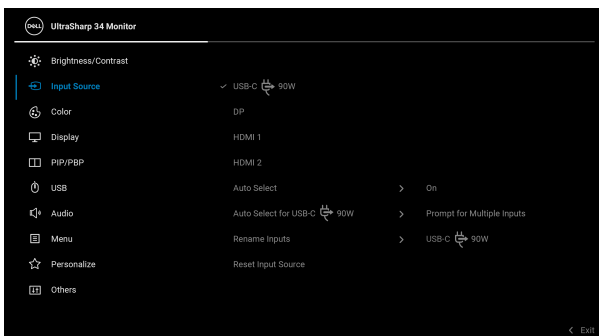 DELL UltraSharp 34 Monitor
Brightness/Contrast
Input Source USB-C 90W
Color DP
Display HDMI 1
PIP/PBP HDMI 2
USB Auto Select On
Audio Auto Select for USB-C 90W Prompt for Multiple Inputs
Menu Rename Inputs USB-C 90W
Personalize Reset Input Source
Others
Exit